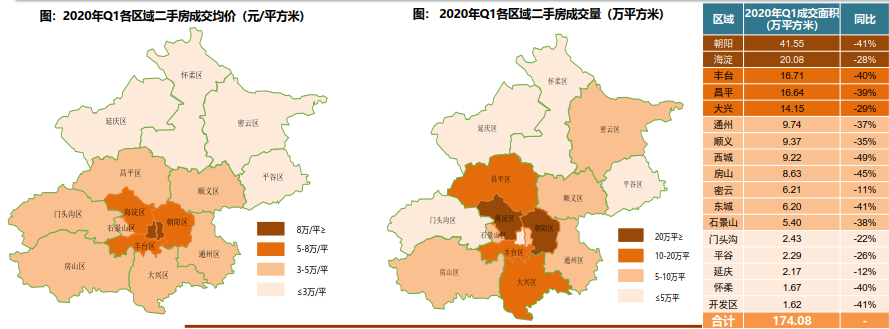 图：2020年Q1各区域二手房成交均价（元/平方米）
怀柔区
延庆区
密云区
昌平区
平谷区
顺义区
门头沟区
海淀区
朝阳区
石景山区
丰台区
通州区
房山区
大兴区
8万/平≥
5-8万/平
3-5万/平
≤3万/平
图： 2020年Q1各区域二手房成交量（万平方米）
怀柔区
延庆区
密云区
昌平区
平谷区
顺义区
门头沟区
海淀区
朝阳区
石景山区
丰台区
通州区
房山区
大兴区
20万平≥
10-20万平
5-10万平
≤5万平
区域 2020年Q1成交面积（万平方米） 同比
朝阳 41.55 -41%
海淀 20.08 -28%
丰台 16.71 -40%
昌平 16.64 -39%
大兴 14.15 -29%
通州 9.74 -37%
顺义 9.37 -35%
西城 9.22 -49%
房山 8.63 -45%
密云 6.21 -11%
东城 6.20 -41%
石景山 5.40 -38%
门头沟 2.43 -22%
平谷 2.29 -26%
延庆 2.17 -12%
怀柔 1.67 -40%
开发区 1.62 -41%
合计 174.08 -